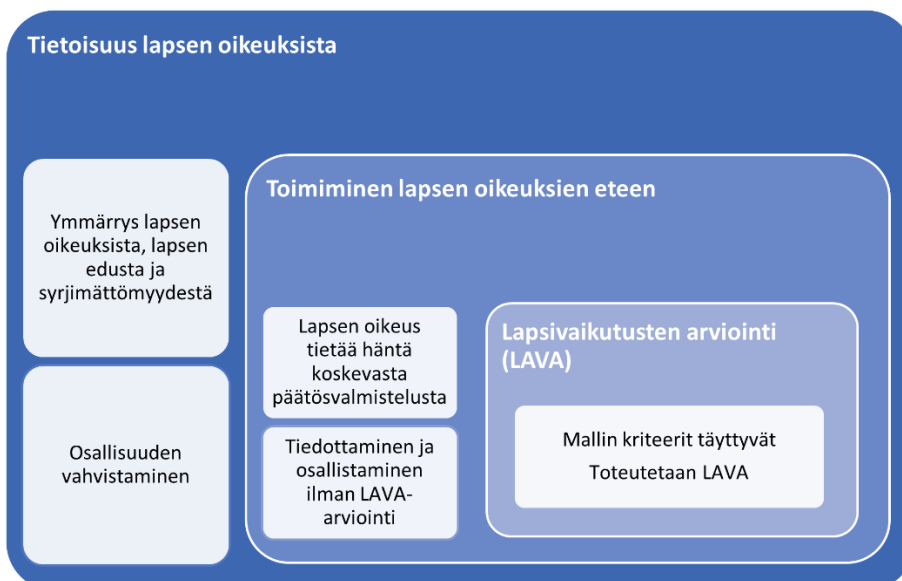 Tietoisuus lapsen oikeuksista
Ymmärrys lapsen
oikeuksista, lapsen
edusta ja
syrjimättömyydestä
Osallisuuden
vahvistaminen
Toimiminen lapsen oikeuksien eteen
Lapsen oikeus
tietää häntä
koskevasta
päätösvalmistelusta
Tiedottaminen ja
osallistaminen
ilman LAVA-
arviointi
Lapsivaikutusten arviointi
(LAVA)
Mallin kriteerit täyttyvät
Toteutetaan LAVA